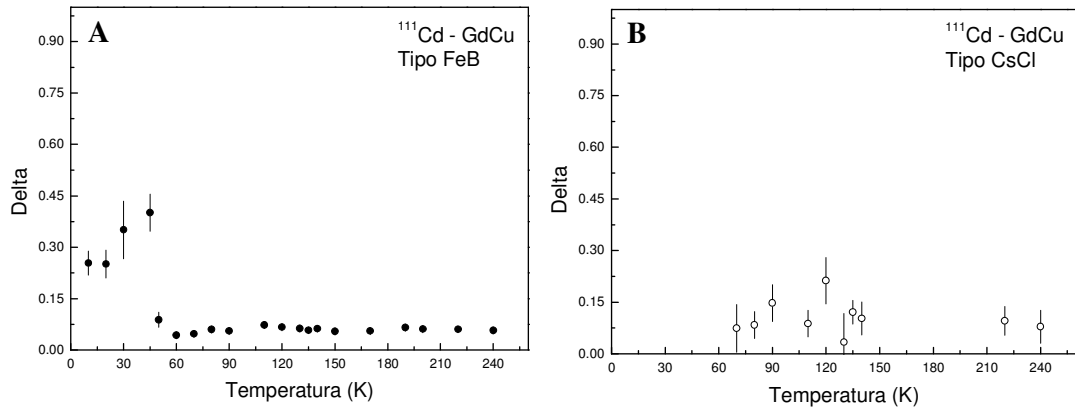 A
¹¹¹Cd - GdCu
Tipo FeB
Delta
0.90
0.75
0.60
0.45
0.30
0.15
0.00
0 30 60 90 120 150 180 210 240
Temperatura (K)
B
¹¹¹Cd - GdCu
Tipo CsCl
Delta
0.90
0.75
0.60
0.45
0.30
0.15
0.00
0 30 60 90 120 150 180 210 240
Temperatura (K)